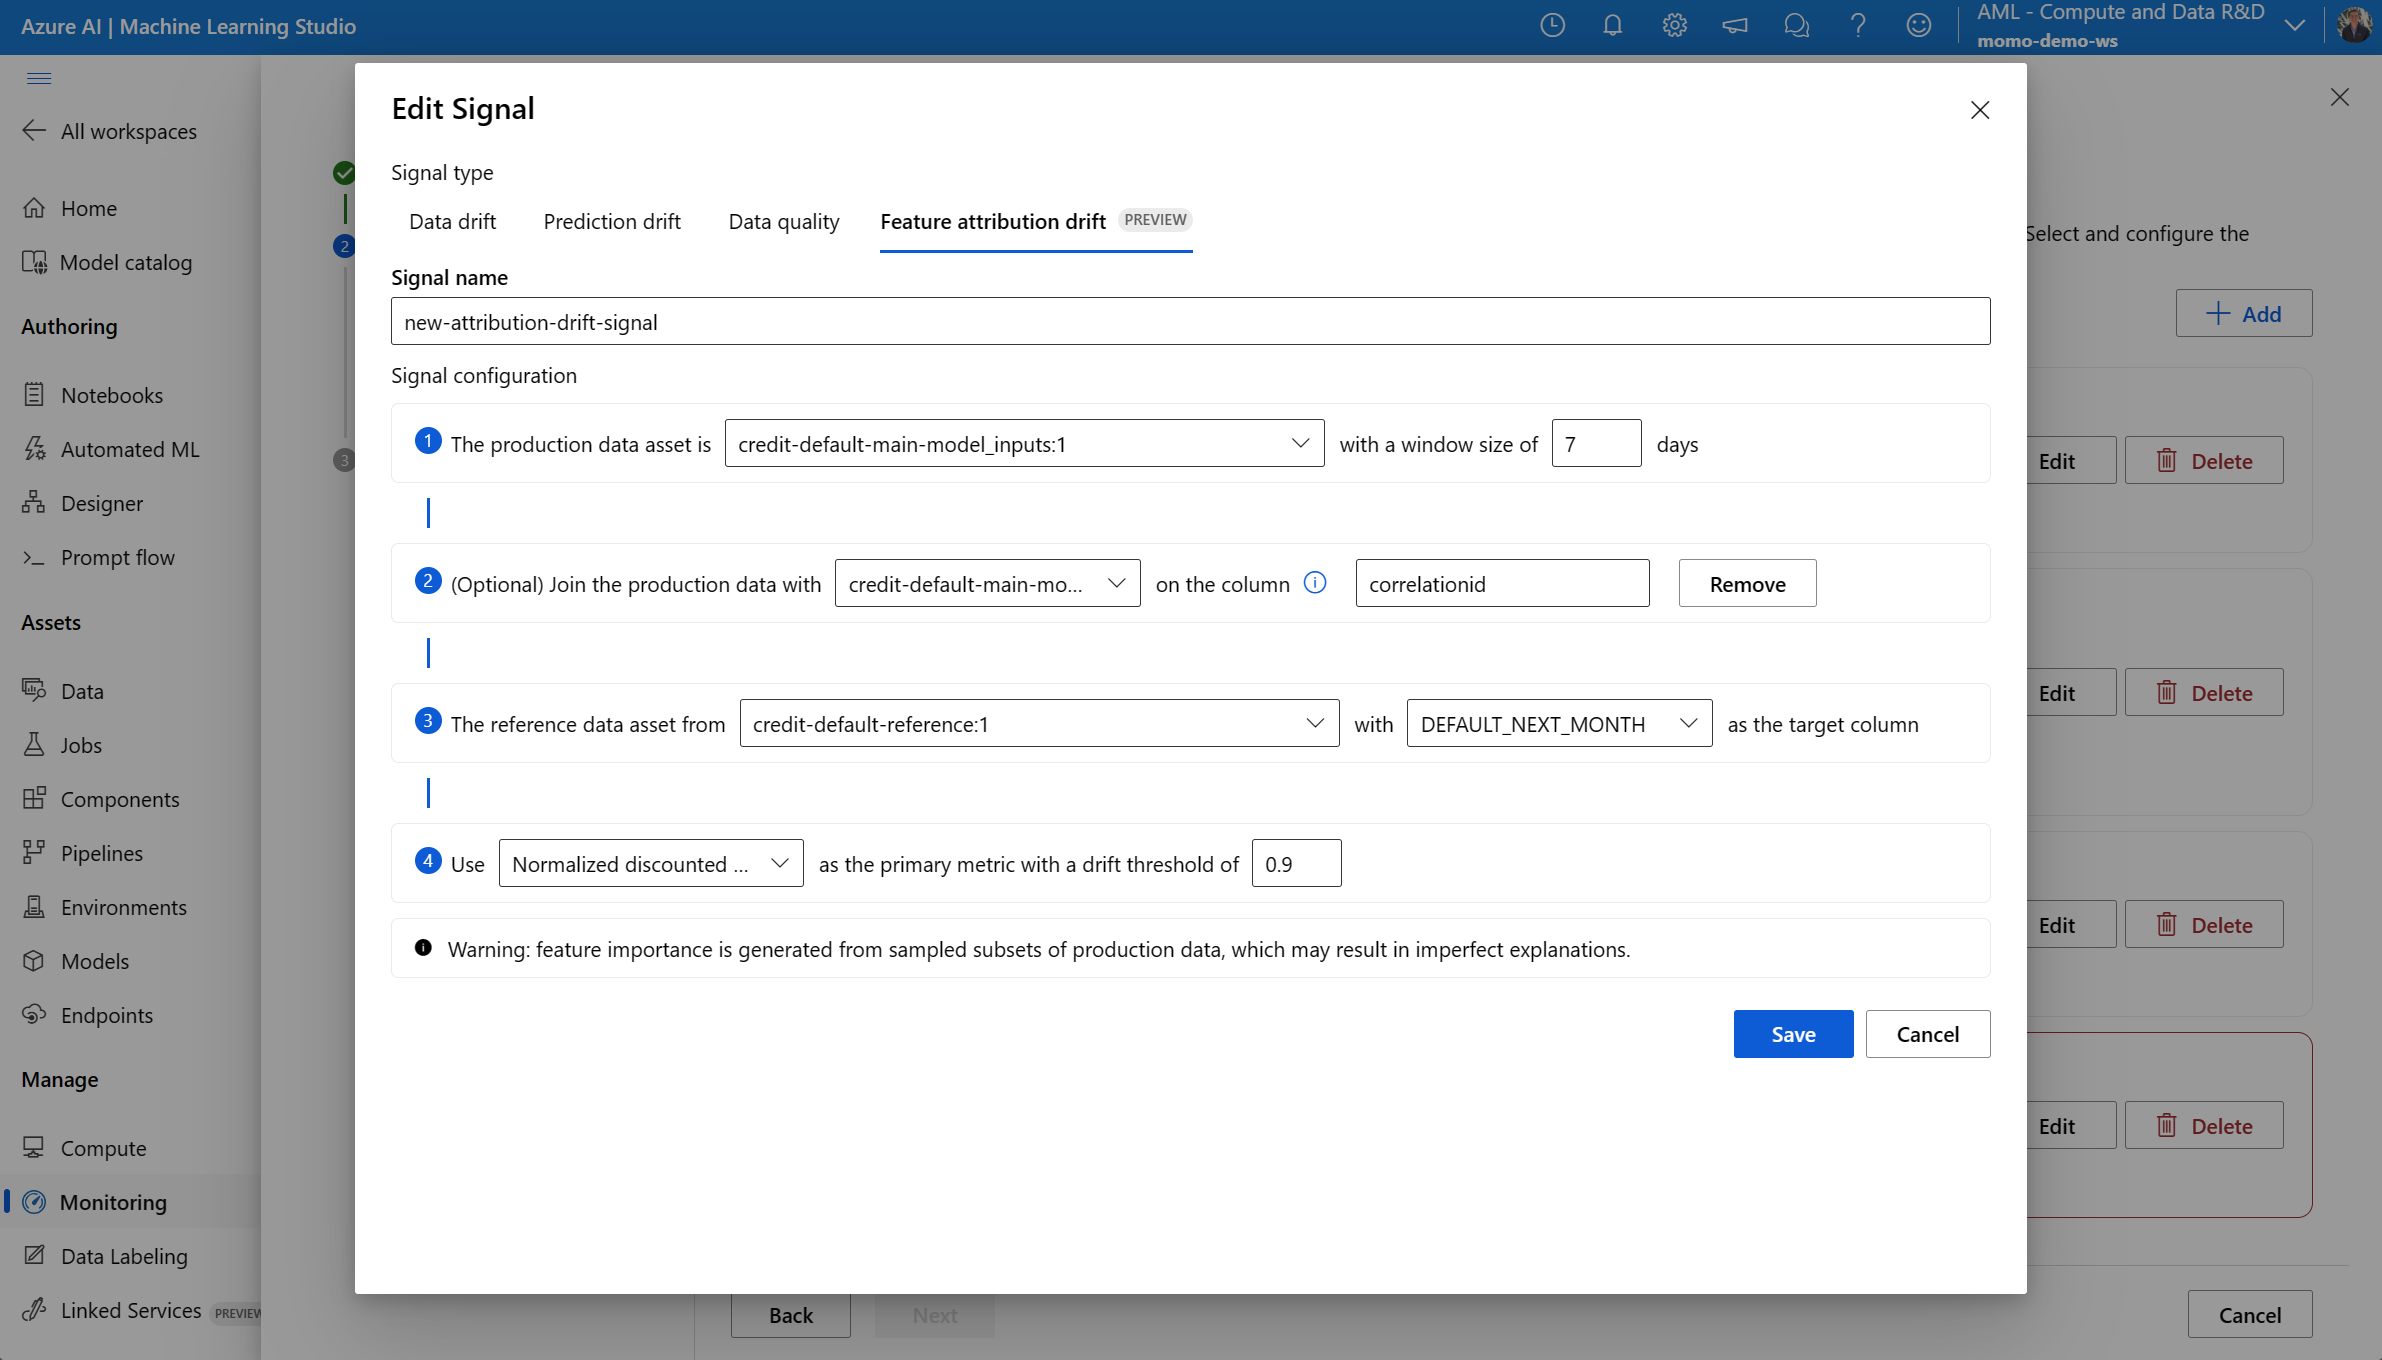 Azure AI | Machine Learning Studio
AML - Compute and Data R&D
momo-demo-ws
All workspaces
Home
Model catalog
Authoring
Notebooks
Automated ML
Designer
Prompt flow
Assets
Data
Jobs
Components
Pipelines
Environments
Models
Endpoints
Manage
Compute
Monitoring
Data Labeling
Linked Services PREVIEW
2
3
Edit Signal
Signal type
Data drift Prediction drift Data quality Feature attribution drift PREVIEW
Signal name
new-attribution-drift-signal
Signal configuration
1 The production data asset is credit-default-main-model_inputs:1 with a window size of 7 days
2 (Optional) Join the production data with credit-default-main-mo... on the column correlationid Remove
3 The reference data asset from credit-default-reference:1 with DEFAULT_NEXT_MONTH as the target column
4 Use Normalized discounted ... as the primary metric with a drift threshold of 0.9
Warning: feature importance is generated from sampled subsets of production data, which may result in imperfect explanations.
Save Cancel
Select and configure the
Add
Edit Delete
Edit Delete
Edit Delete
Edit Delete
Back Next Cancel